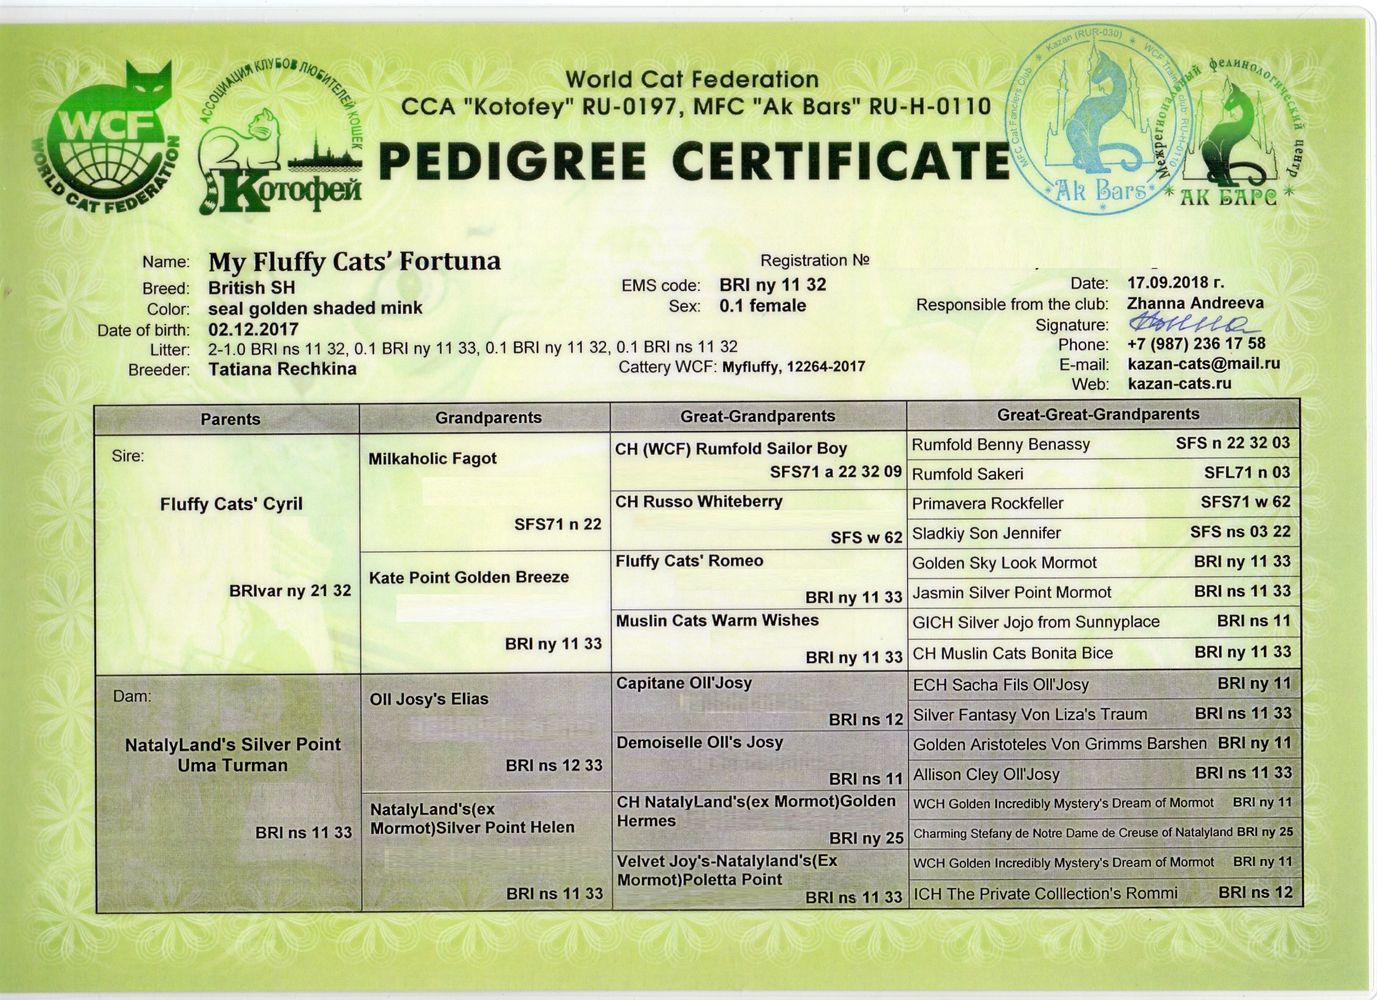 World Cat Federation
CCA "Kotofey" RU-0197, MFC "Ak Bars" RU-H-0110
PEDIGREE CERTIFICATE
WCF
WORLD CAT FEDERATION
АССОЦИАЦИЯ КЛУБОВ ЛЮБИТЕЛЕЙ КОШЕК
Котофей
MFC Cat Fanciers Club * Kazan (RUR-030) * WCF
RU-H-0110
Ak Bars
Межрегиональный фелинологический центр
* АК БАРС *
Name: My Fluffy Cats' Fortuna
Registration №
Breed: British SH
EMS code: BRI ny 11 32
Date: 17.09.2018 г.
Color: seal golden shaded mink
Sex: 0.1 female
Responsible from the club: Zhanna Andreeva
Date of birth: 02.12.2017
Signature:
Litter: 2-1.0 BRI ns 11 32, 0.1 BRI ny 11 33, 0.1 BRI ny 11 32, 0.1 BRI ns 11 32
Phone: +7 (987) 236 17 58
Breeder: Tatiana Rechkina
Cattery WCF: Myfluffy, 12264-2017
E-mail: kazan-cats@mail.ru
Web: kazan-cats.ru
Parents Grandparents Great-Grandparents Great-Great-Grandparents
Sire:
Fluffy Cats' Cyril
BRIvar ny 21 32
Milkaholic Fagot
SFS71 n 22
Kate Point Golden Breeze
BRI ny 11 33
CH (WCF) Rumfold Sailor Boy
SFS71 a 22 32 09
CH Russo Whiteberry
SFS w 62
Fluffy Cats' Romeo
BRI ny 11 33
Muslin Cats Warm Wishes
BRI ny 11 33
Rumfold Benny Benassy SFS n 22 32 03
Rumfold Sakeri SFL71 n 03
Primavera Rockfeller SFS71 w 62
Sladkiy Son Jennifer SFS ns 03 22
Golden Sky Look Mormot BRI ny 11 33
Jasmin Silver Point Mormot BRI ns 11 33
GICH Silver Jojo from Sunnyplace BRI ns 11
CH Muslin Cats Bonita Bice BRI ny 11 33
Dam:
NatalyLand's Silver Point
Uma Turman
BRI ns 11 33
Oll Josy's Elias
BRI ns 12 33
NatalyLand's(ex
Mormot)Silver Point Helen
BRI ns 11 33
Capitane Oll'Josy
BRI ns 12
Demoiselle Oll's Josy
BRI ns 11
CH NatalyLand's(ex Mormot)Golden
Hermes
BRI ny 25
Velvet Joy's-Natalyland's(Ex
Mormot)Poletta Point
BRI ns 11 33
ECH Sacha Fils Oll'Josy BRI ny 11
Silver Fantasy Von Liza's Traum BRI ns 11 33
Golden Aristoteles Von Grimms Barshen BRI ny 11
Allison Cley Oll'Josy BRI ns 11 33
WCH Golden Incredibly Mystery's Dream of Mormot BRI ny 11
Charming Stefany de Notre Dame de Creuse of Natalyland BRI ny 25
WCH Golden Incredibly Mystery's Dream of Mormot BRI ny 11
ICH The Private Colllection's Rommi BRI ns 12